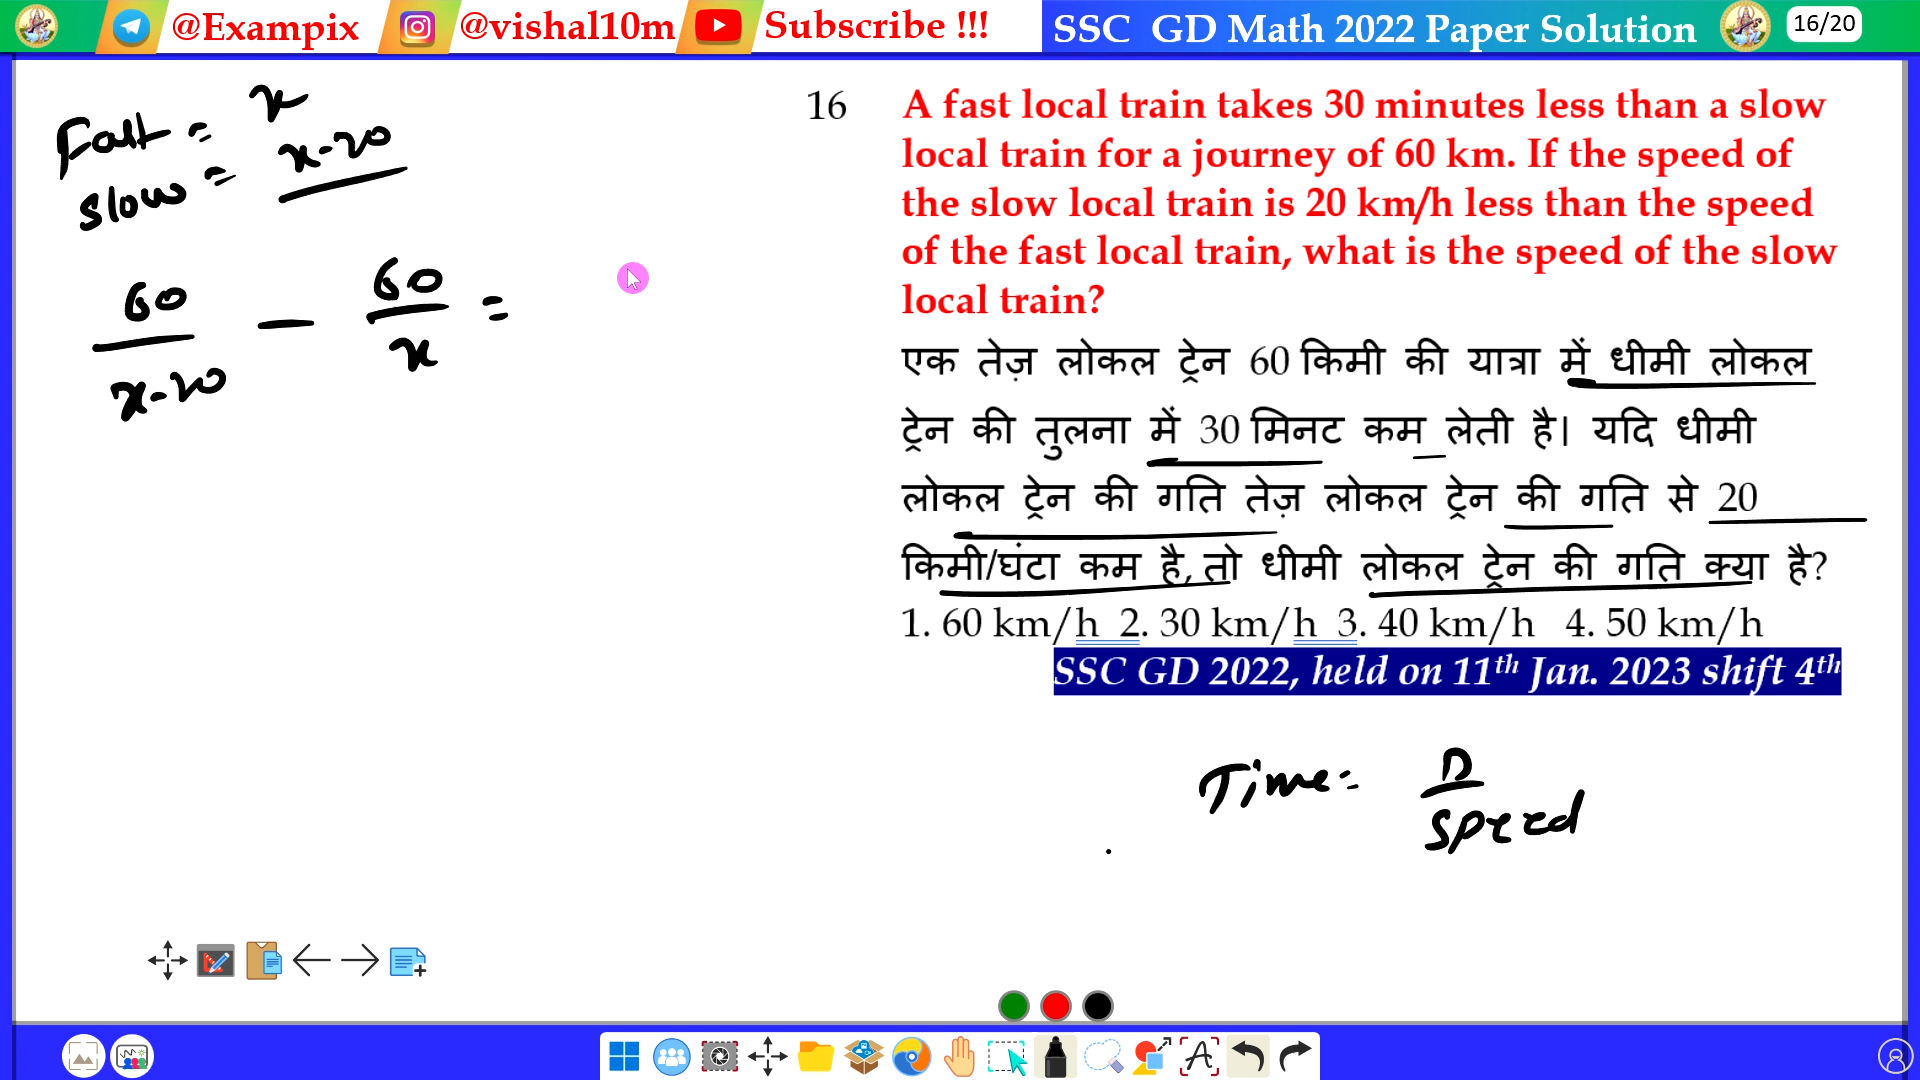 @Exampix @vishal10m Subscribe !!! SSC GD Math 2022 Paper Solution 16/20
Fast = x
slow = x-20
60/x-20 - 60/x =
16 A fast local train takes 30 minutes less than a slow
local train for a journey of 60 km. If the speed of
the slow local train is 20 km/h less than the speed
of the fast local train, what is the speed of the slow
local train?
एक तेज़ लोकल ट्रेन 60 किमी की यात्रा में धीमी लोकल
ट्रेन की तुलना में 30 मिनट कम लेती है। यदि धीमी
लोकल ट्रेन की गति तेज़ लोकल ट्रेन की गति से 20
किमी/घंटा कम है, तो धीमी लोकल ट्रेन की गति क्या है?
1. 60 km/h 2. 30 km/h 3. 40 km/h 4. 50 km/h
SSC GD 2022, held on 11th Jan. 2023 shift 4th
Time = D/speed